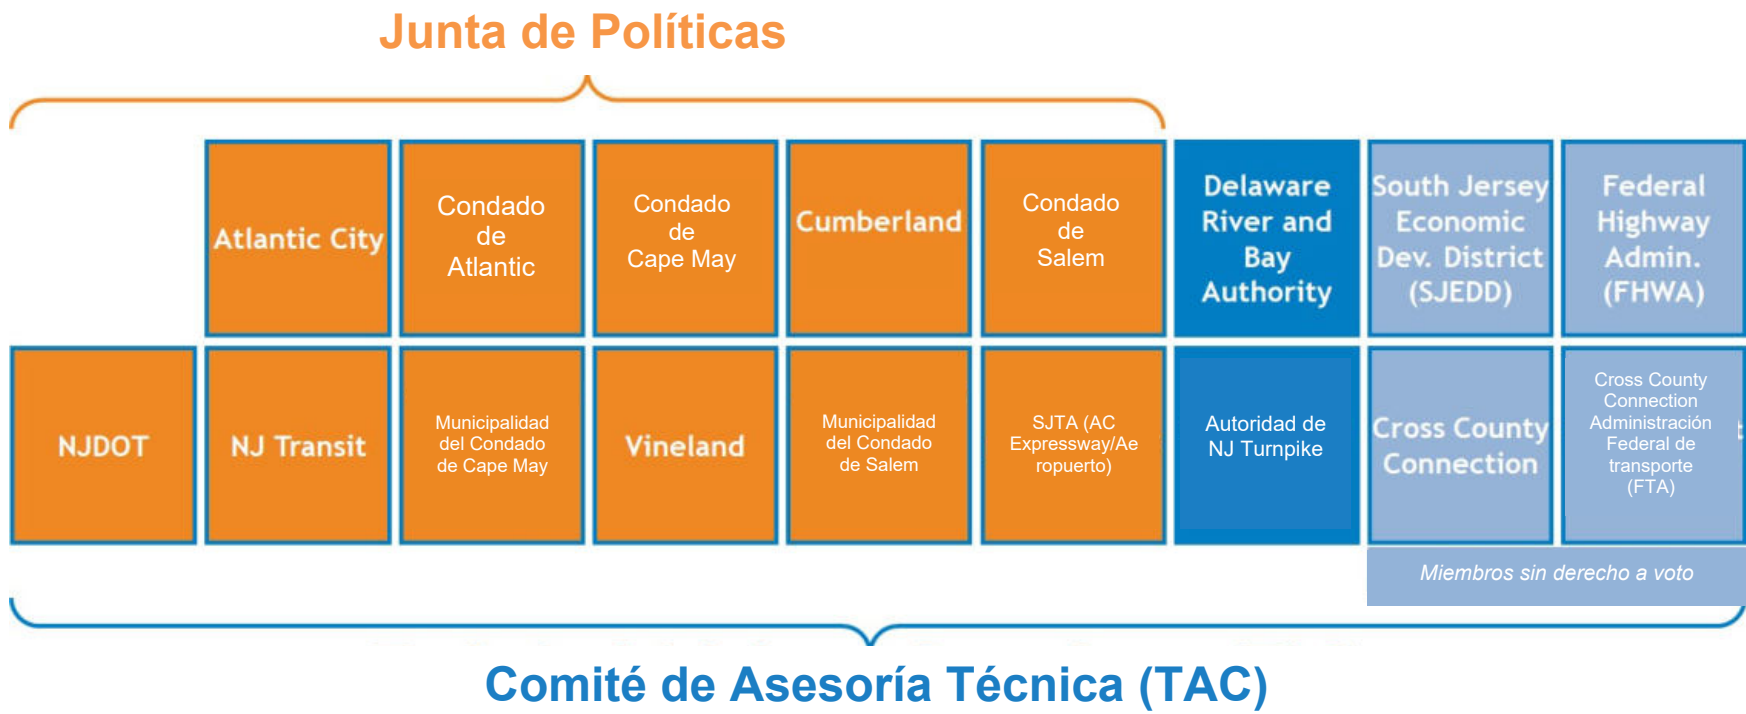 Junta de Políticas
Atlantic City
Condado
de
Atlantic
Condado
de
Cape May
Cumberland
Condado
de
Salem
Delaware
River and
Bay
Authority
South Jersey
Economic
Dev. District
(SJEDD)
Federal
Highway
Admin.
(FHWA)
NJDOT
NJ Transit
Municipalidad
del Condado
de Cape May
Vineland
Municipalidad
del Condado
de Salem
SJTA (AC
Expressway/Ae
ropuerto)
Autoridad de
NJ Turnpike
Cross County
Connection
Cross County
Connection
Administración
Federal de
transporte
(FTA)
Miembros sin derecho a voto
Comité de Asesoría Técnica (TAC)